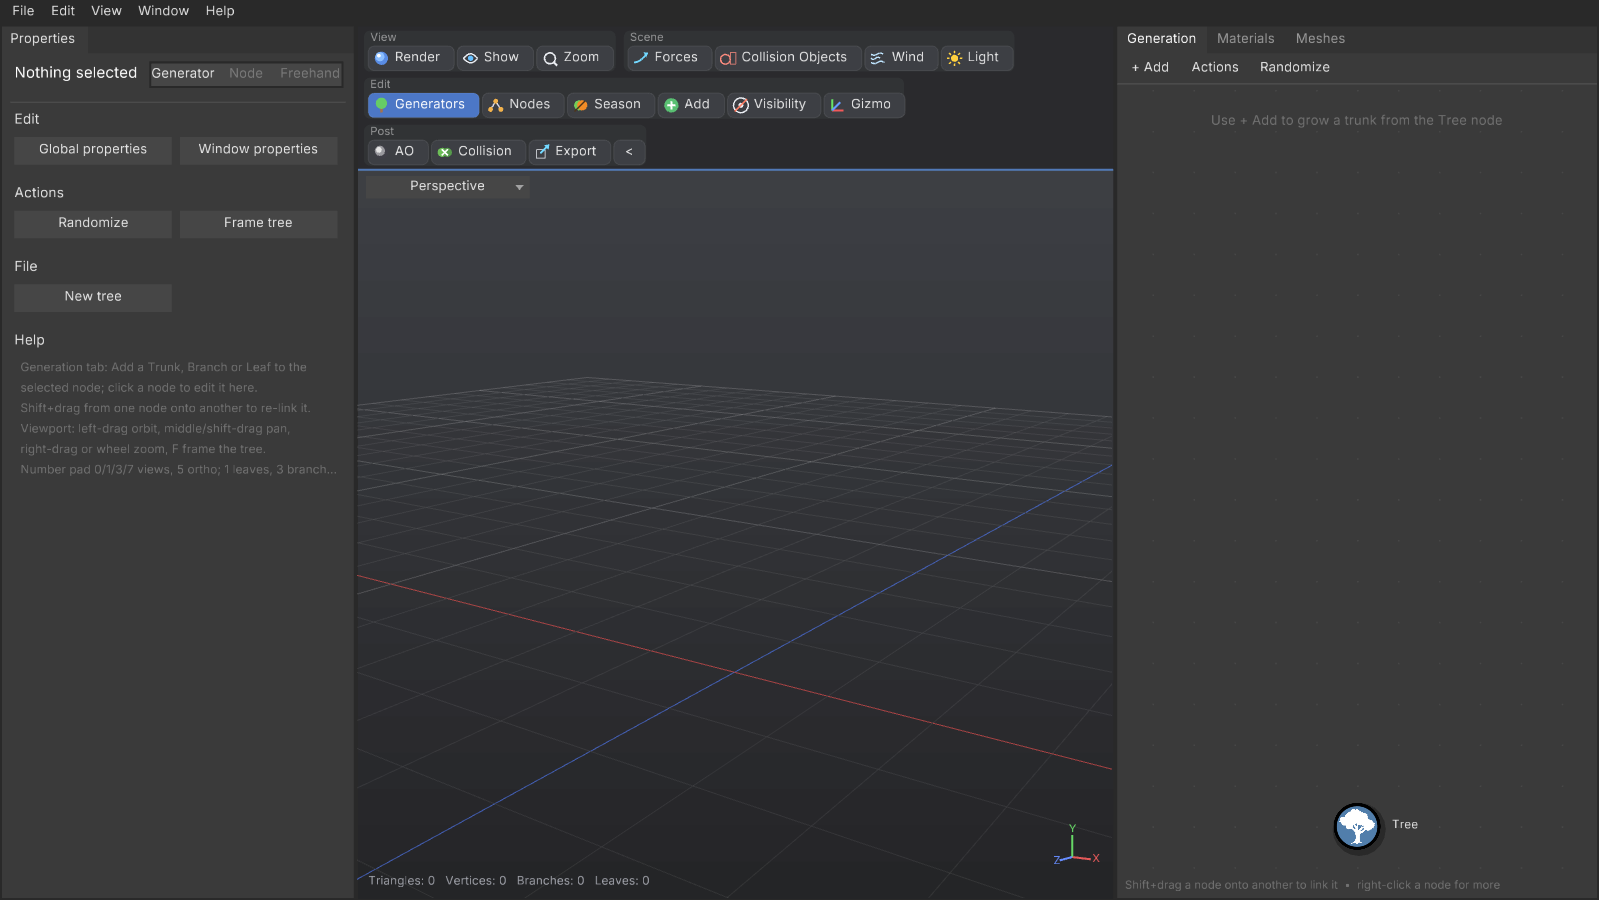 File Edit View Window Help
Properties
Nothing selected Generator Node Freehand
Edit
Global properties Window properties
Actions
Randomize Frame tree
File
New tree
Help
Generation tab: Add a Trunk, Branch or Leaf to the
selected node; click a node to edit it here.
Shift+drag from one node onto another to re-link it.
Viewport: left-drag orbit, middle/shift-drag pan,
right-drag or wheel zoom, F frame the tree.
Number pad 0/1/3/7 views, 5 ortho; 1 leaves, 3 branch...
View Scene
Render Show Zoom Forces Collision Objects Wind Light
Edit
Generators Nodes Season Add Visibility Gizmo
Post
AO Collision Export <
Perspective
Y
Z X
Triangles: 0 Vertices: 0 Branches: 0 Leaves: 0
Generation Materials Meshes
+ Add Actions Randomize
Use + Add to grow a trunk from the Tree node
Tree
Shift+drag a node onto another to link it • right-click a node for more